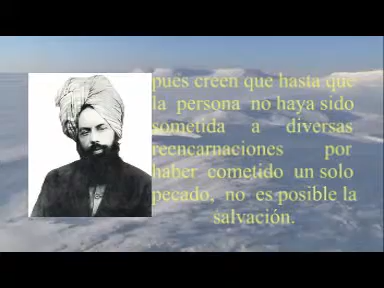 pues creen que hasta que
la persona no haya sido
sometida a diversas
reencarnaciones por
haber cometido un solo
pecado, no es posible la
salvación.